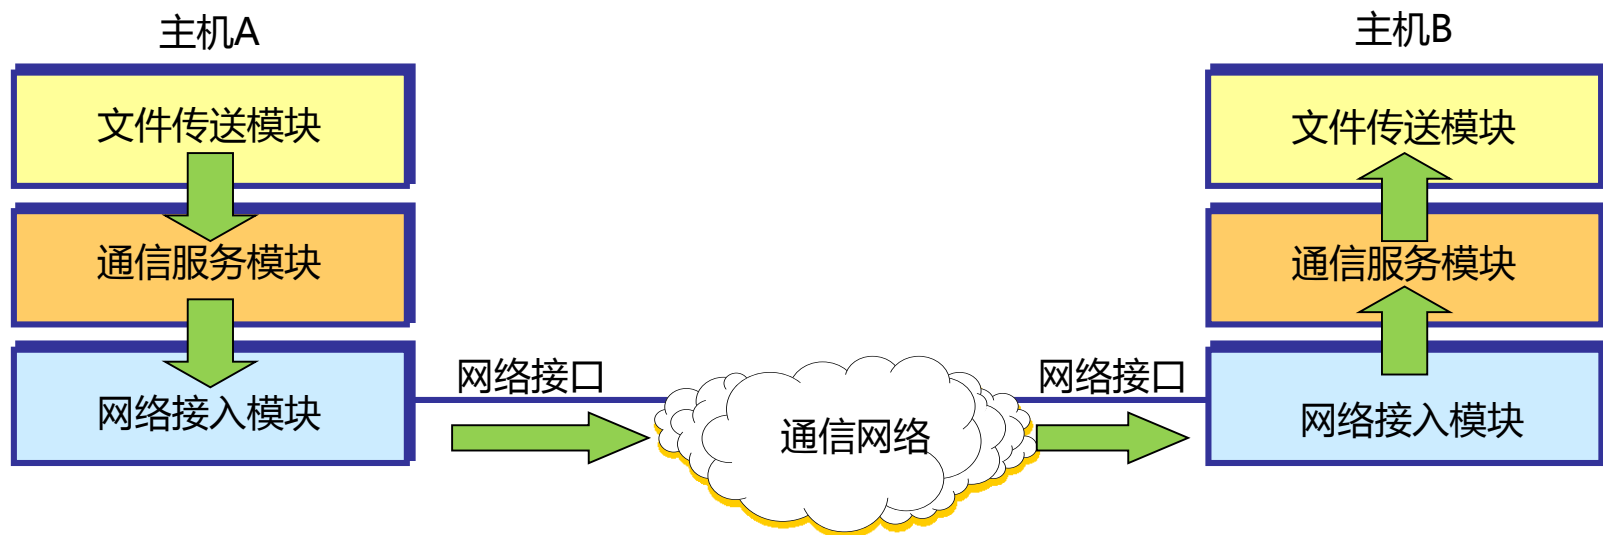 主机A
主机B
文件传送模块
文件传送模块
通信服务模块
通信服务模块
网络接口
网络接口
网络接入模块
通信网络
网络接入模块